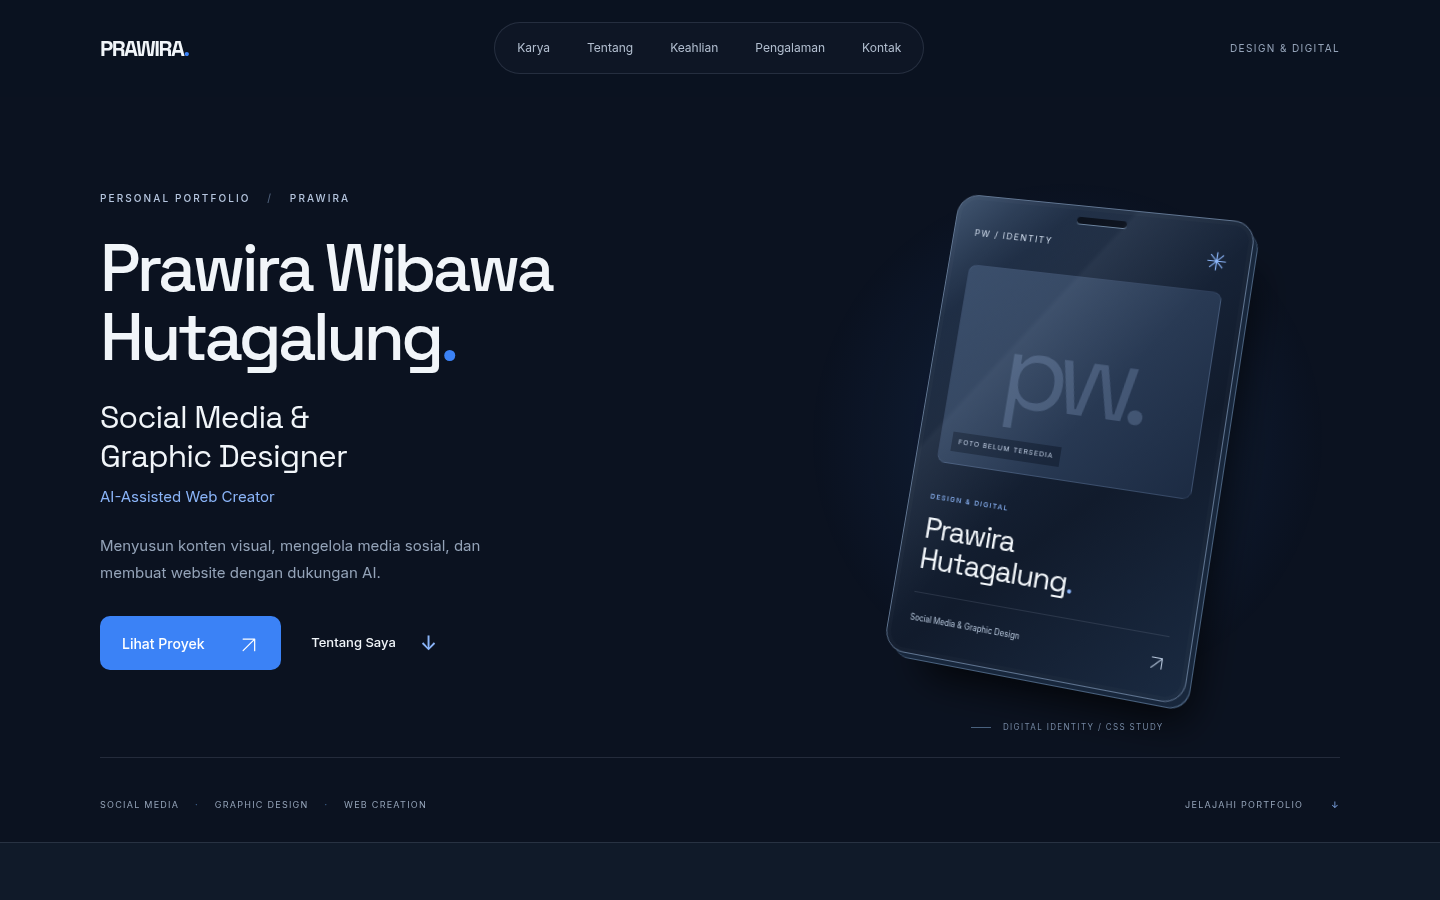 PRAWIRA.
Karya Tentang Keahlian Pengalaman Kontak
DESIGN & DIGITAL
PERSONAL PORTFOLIO / PRAWIRA
Prawira Wibawa
Hutagalung.
Social Media &
Graphic Designer
AI-Assisted Web Creator
Menyusun konten visual, mengelola media sosial, dan
membuat website dengan dukungan AI.
Lihat Proyek
Tentang Saya
PW / IDENTITY
pw.
FOTO BELUM TERSEDIA
DESIGN & DIGITAL
Prawira
Hutagalung.
Social Media & Graphic Design
DIGITAL IDENTITY / CSS STUDY
SOCIAL MEDIA · GRAPHIC DESIGN · WEB CREATION
JELAJAHI PORTFOLIO